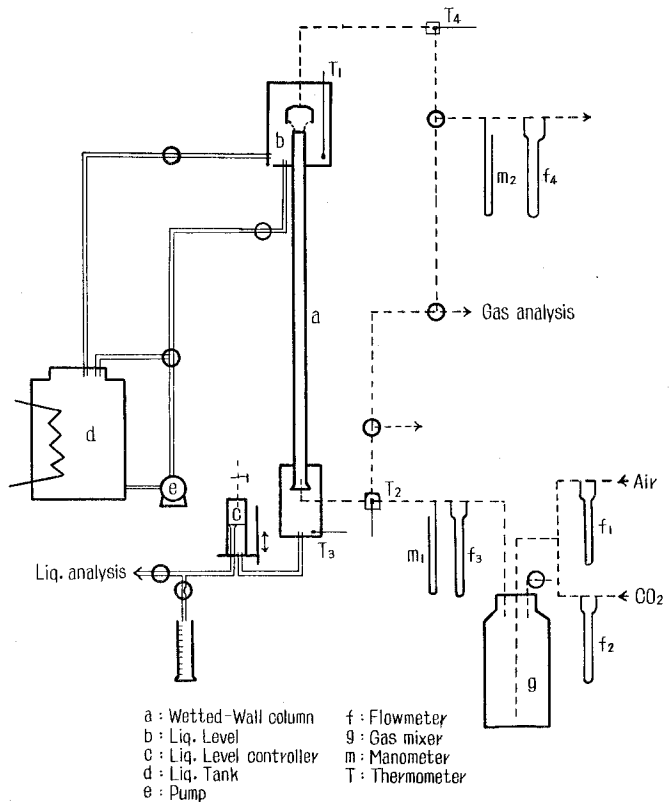 T4
T1
b
m2
f4
a
Gas analysis
d
e
T2
Air
c
T3
m1
f3
f1
Liq. analysis
CO2
f2
g
a : Wetted-Wall column
b : Liq. Level
c : Liq. Level controller
d : Liq. Tank
e : Pump
f : Flowmeter
g : Gas mixer
m : Manometer
T : Thermometer